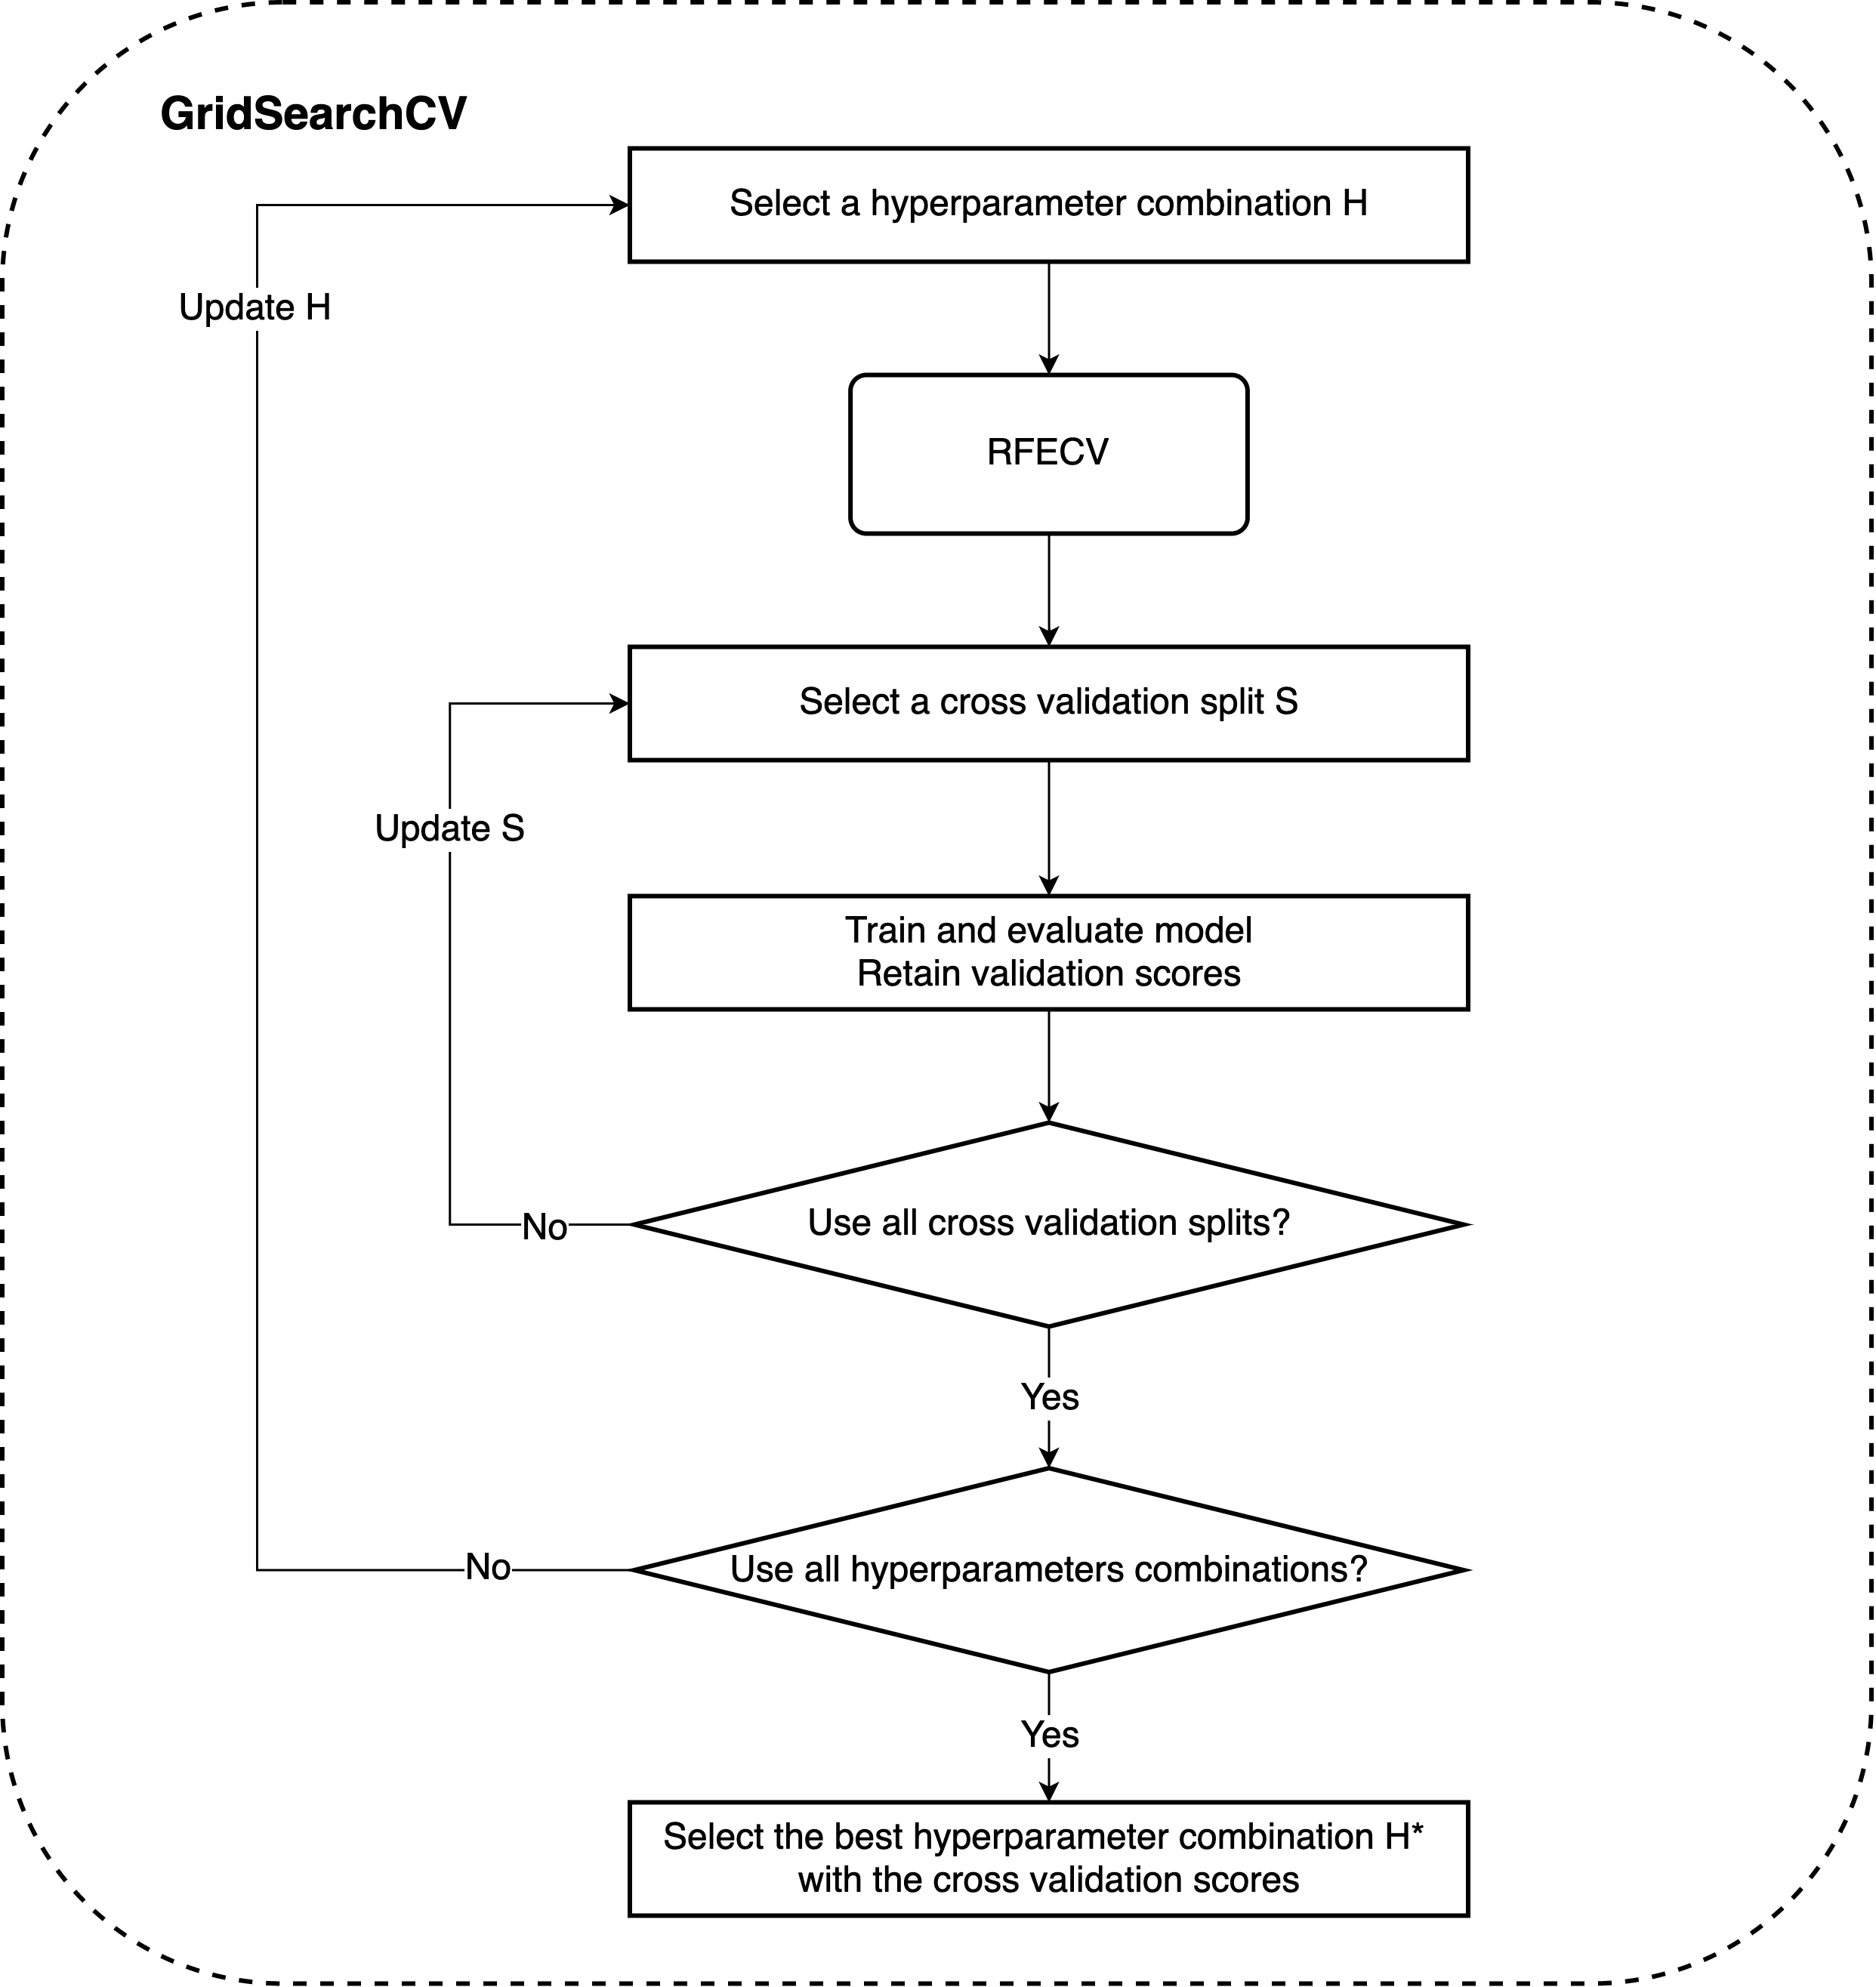 GridSearchCV
Select a hyperparameter combination H
Update H
RFECV
Select a cross validation split S
Update S
Train and evaluate model
Retain validation scores
Use all cross validation splits?
No
Yes
Use all hyperparameters combinations?
No
Yes
Select the best hyperparameter combination H*
with the cross validation scores